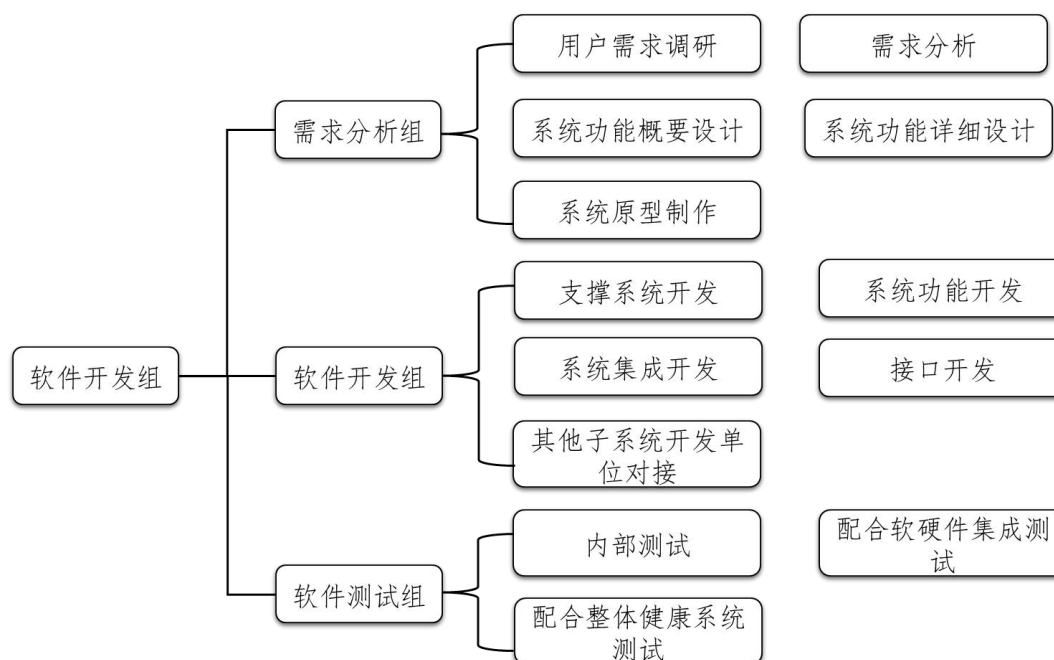 用户需求调研
需求分析
需求分析组
系统功能概要设计
系统功能详细设计
系统原型制作
支撑系统开发
系统功能开发
软件开发组
软件开发组
系统集成开发
接口开发
其他子系统开发单
位对接
内部测试
配合软硬件集成测
试
软件测试组
配合整体健康系统
测试